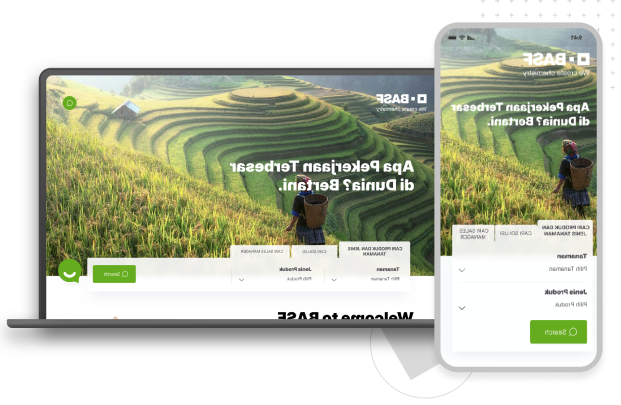 BASF
We create chemistry
Apa Pekerjaan Terbesar
di Dunia? Bertani.
CARI PRODUK DAN JENIS
TANAMAN
CARI SOLUSI
CARI SALES MANAGER
Tanaman
Pilih Tanaman
Jenis Produk
Pilih Produk
Search
Welcome to BASF
9:41
BASF
We create chemistry
Apa Pekerjaan Terbesar
di Dunia? Bertani.
CARI PRODUK DAN
JENIS TANAMAN
CARI SOLUSI
CARI SALES
MANAGER
Tanaman
Pilih Tanaman
Jenis Produk
Pilih Produk
Search